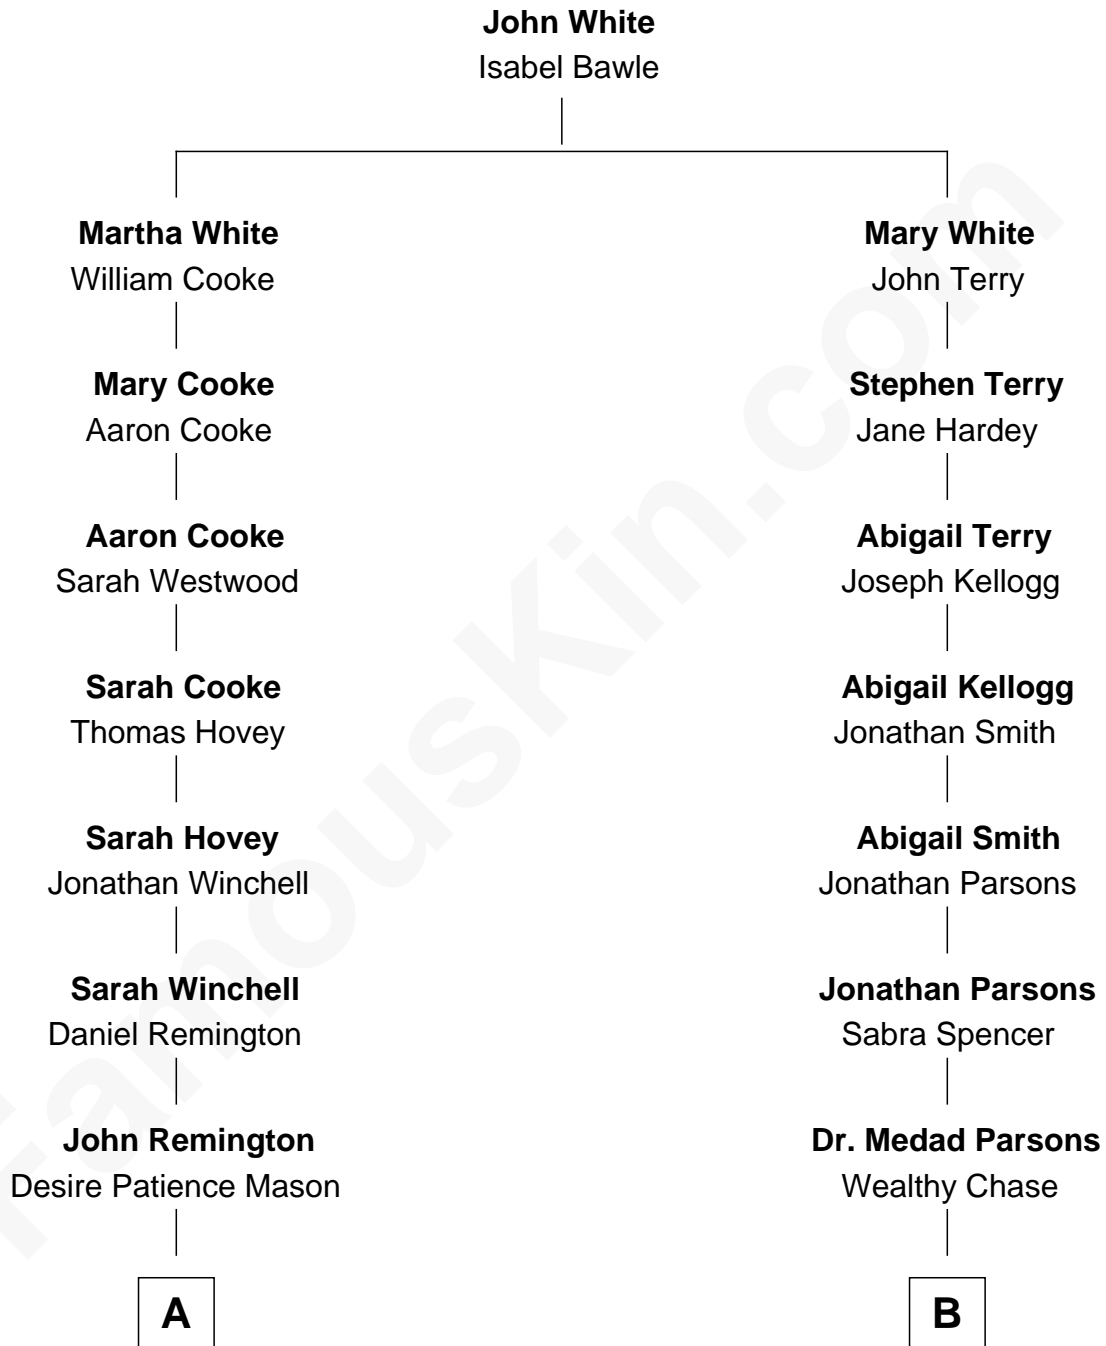 John White
Isabel Bawle
Martha White
William Cooke
Mary Cooke
Aaron Cooke
Aaron Cooke
Sarah Westwood
Sarah Cooke
Thomas Hovey
Sarah Hovey
Jonathan Winchell
Sarah Winchell
Daniel Remington
John Remington
Desire Patience Mason
A
Mary White
John Terry
Stephen Terry
Jane Hardey
Abigail Terry
Joseph Kellogg
Abigail Kellogg
Jonathan Smith
Abigail Smith
Jonathan Parsons
Jonathan Parsons
Sabra Spencer
Dr. Medad Parsons
Wealthy Chase
B
FamousKin.com